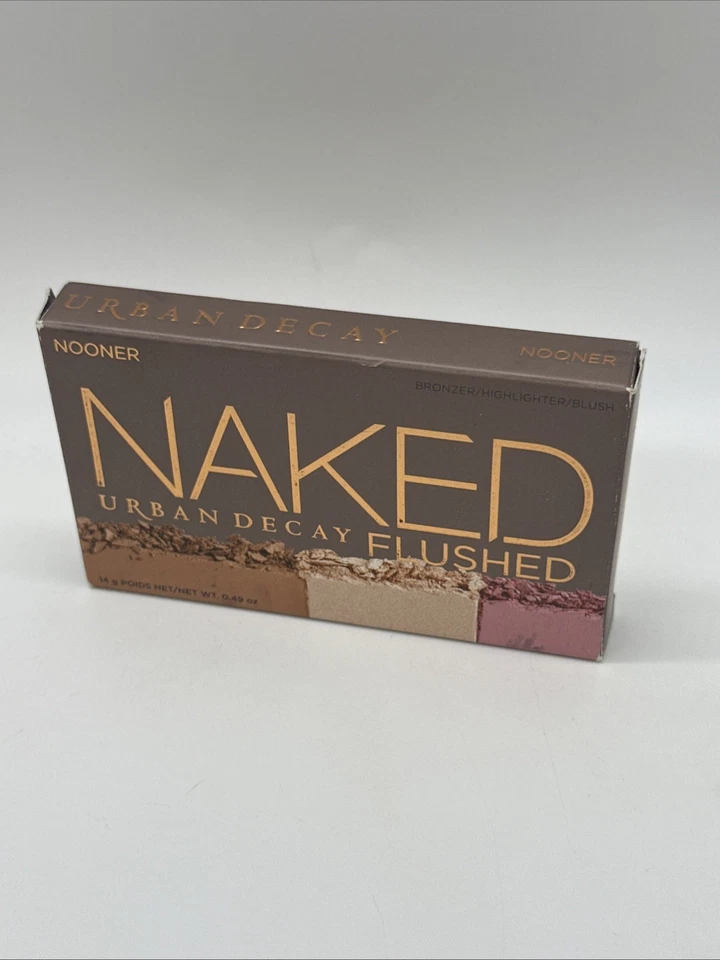 URBAN DECAY
NOONER
NOONER
BRONZER/HIGHLIGHTER/BLUSH
NAKED
URBAN DECAY
FLUSHED
14 g POIDS NET/NET WT. 0.49 oz